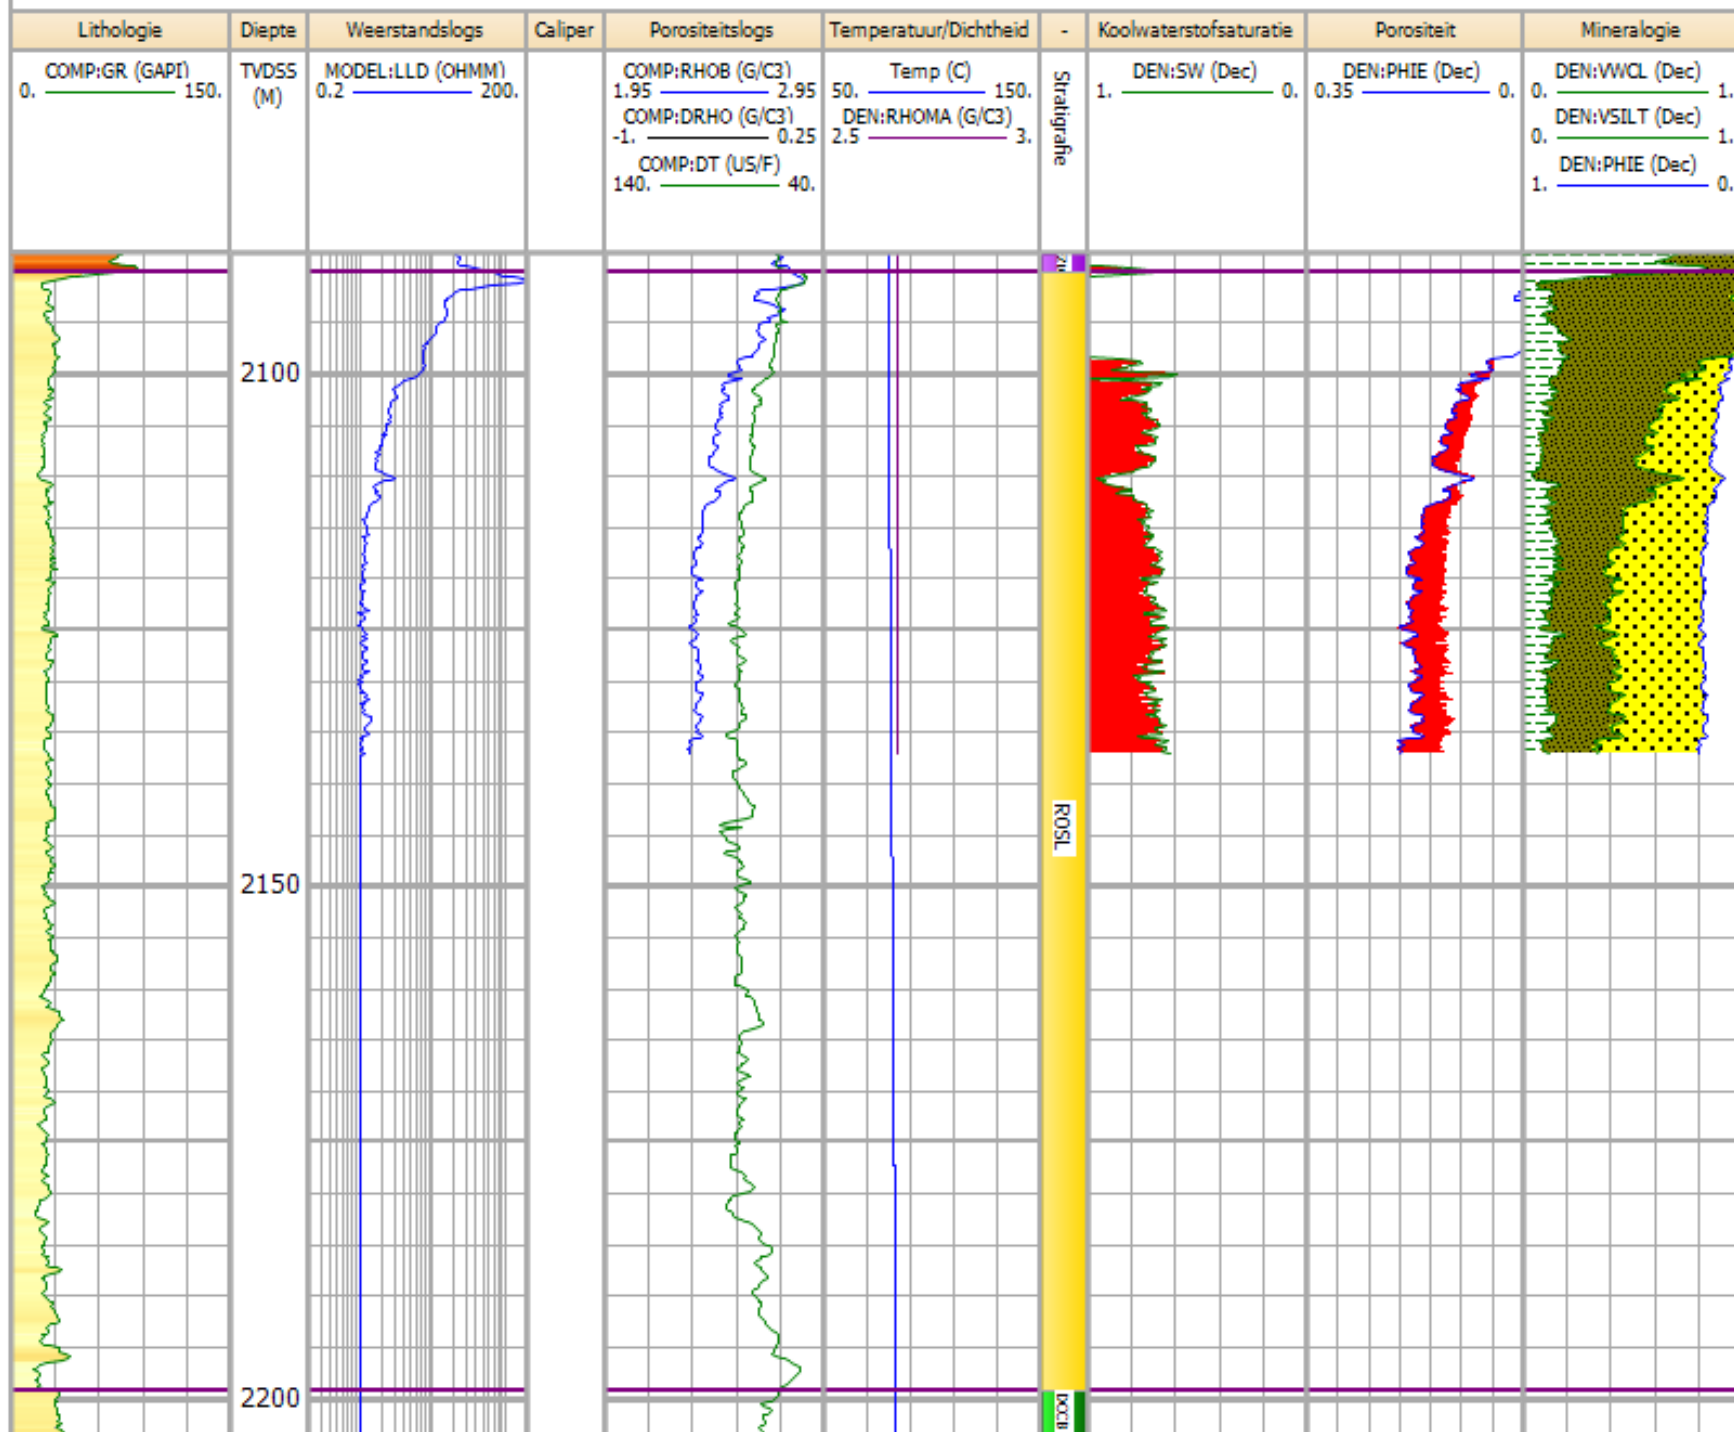 Lithologie Diepte Weerstandslogs Caliper Porositeitslogs Temperatuur/Dichtheid - Koolwaterstofsaturatie Porositeit Mineralogie
COMP:GR (GAPI) TVDSS MODEL:LLD (OHMM) COMP:RHOB (G/C3) Temp (C) Stratigrafie DEN:SW (Dec) DEN:PHIE (Dec) DEN:VWCL (Dec)
0. 150. (M) 0.2 200. 1.95 2.95 50. 150. 1. 0. 0.35 0. 0. 1.
COMP:DRHO (G/C3) DEN:RHOMA (G/C3) DEN:VSILT (Dec)
-1. 0.25 2.5 3. 0. 1.
COMP:DT (US/F) DEN:PHIE (Dec)
140. 40. 1. 0.
2100
ROSL
2150
2200
DCCB